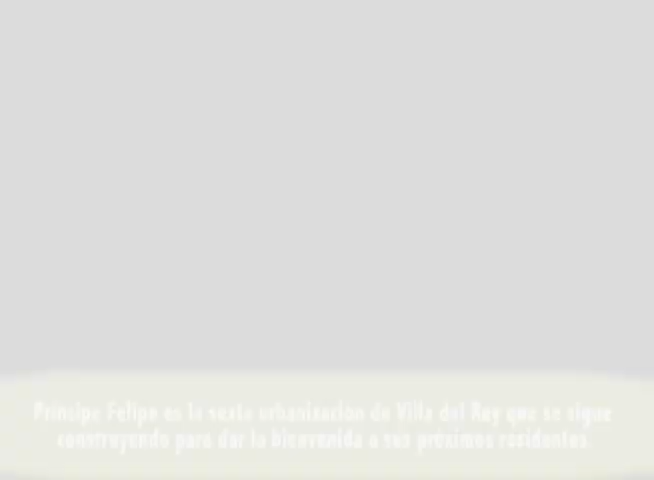 Príncipe Felipe es la sexta urbanización de Villa del Rey que se sigue
construyendo para dar la bienvenida a sus próximos residentes.